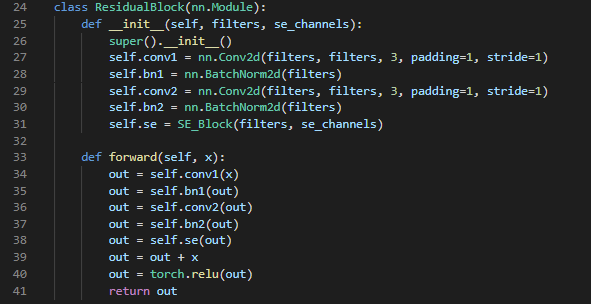 24 class ResidualBlock(nn.Module):
25     def __init__(self, filters, se_channels):
26         super().__init__()
27         self.conv1 = nn.Conv2d(filters, filters, 3, padding=1, stride=1)
28         self.bn1 = nn.BatchNorm2d(filters)
29         self.conv2 = nn.Conv2d(filters, filters, 3, padding=1, stride=1)
30         self.bn2 = nn.BatchNorm2d(filters)
31         self.se = SE_Block(filters, se_channels)
32
33     def forward(self, x):
34         out = self.conv1(x)
35         out = self.bn1(out)
36         out = self.conv2(out)
37         out = self.bn2(out)
38         out = self.se(out)
39         out = out + x
40         out = torch.relu(out)
41         return out